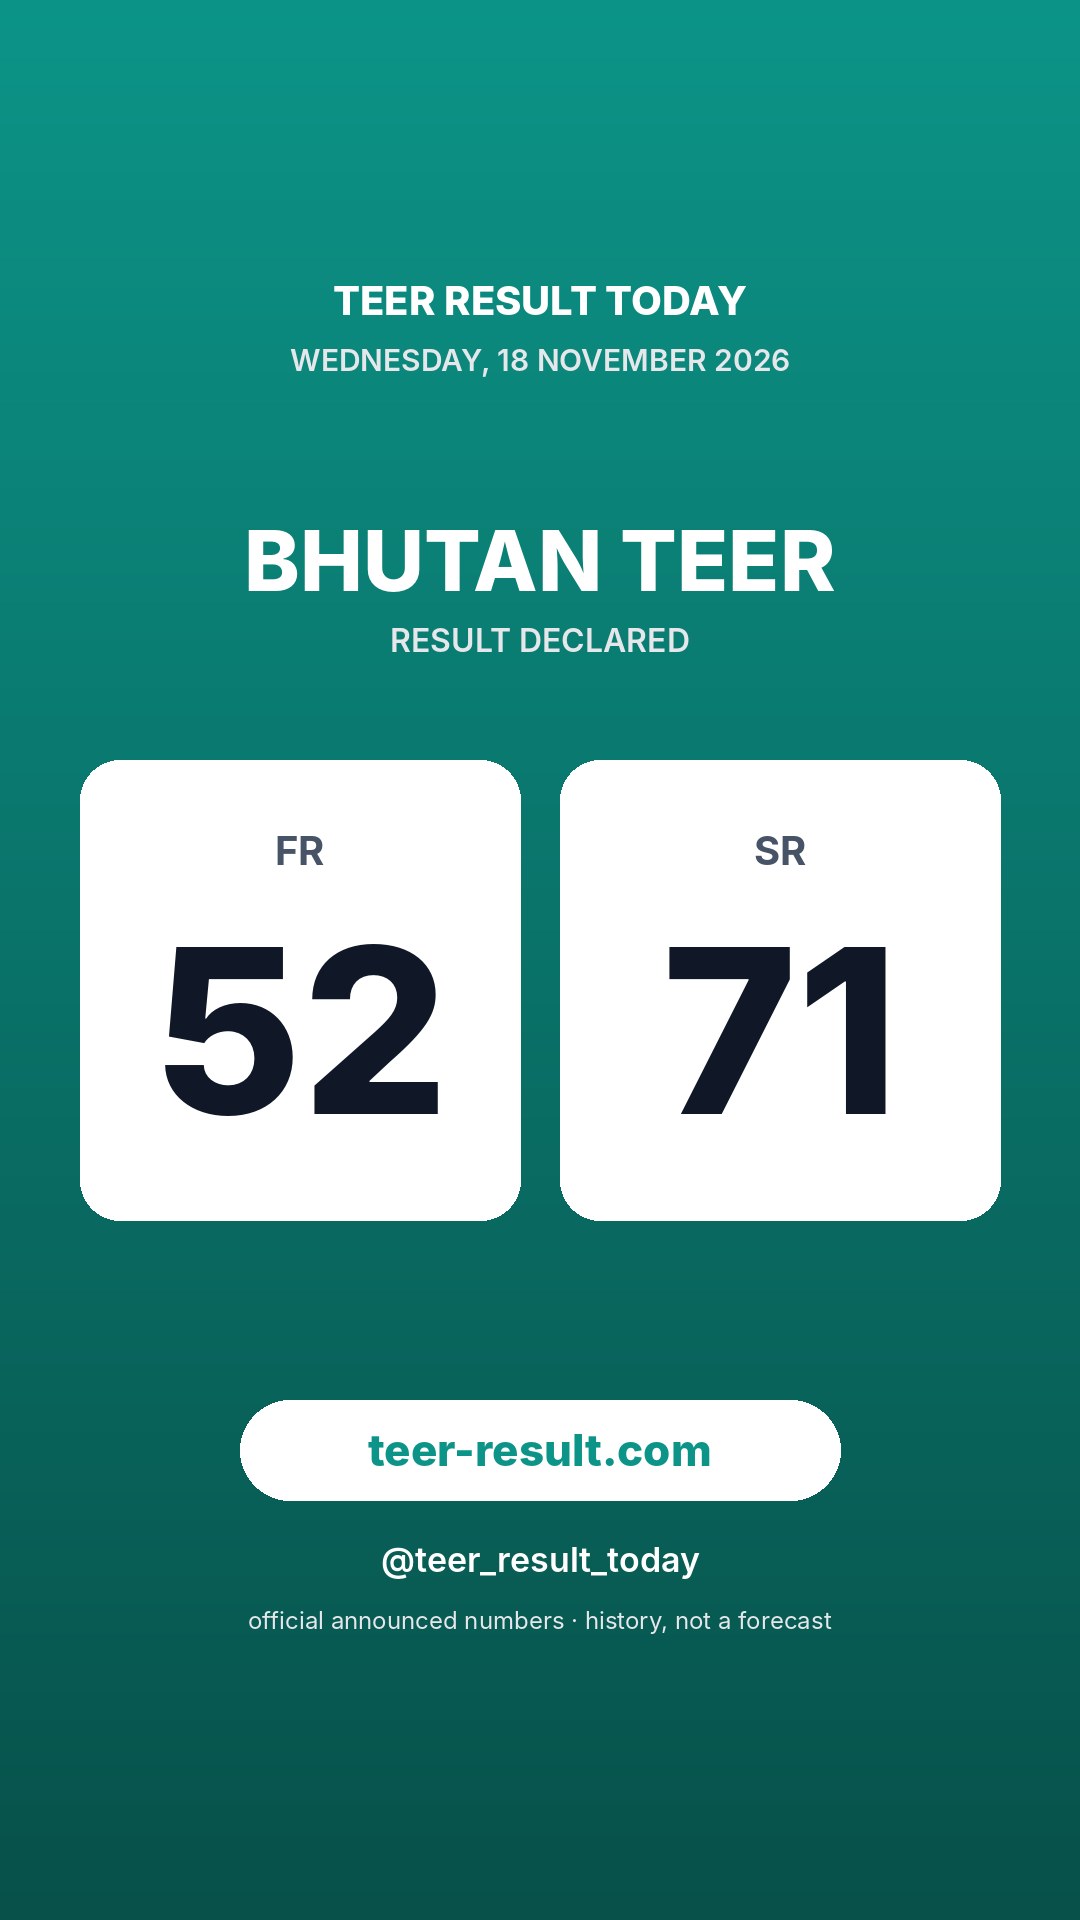 TEER RESULT TODAY
WEDNESDAY, 18 NOVEMBER 2026
BHUTAN TEER
RESULT DECLARED
FR
52
SR
71
teer-result.com
@teer_result_today
official announced numbers · history, not a forecast